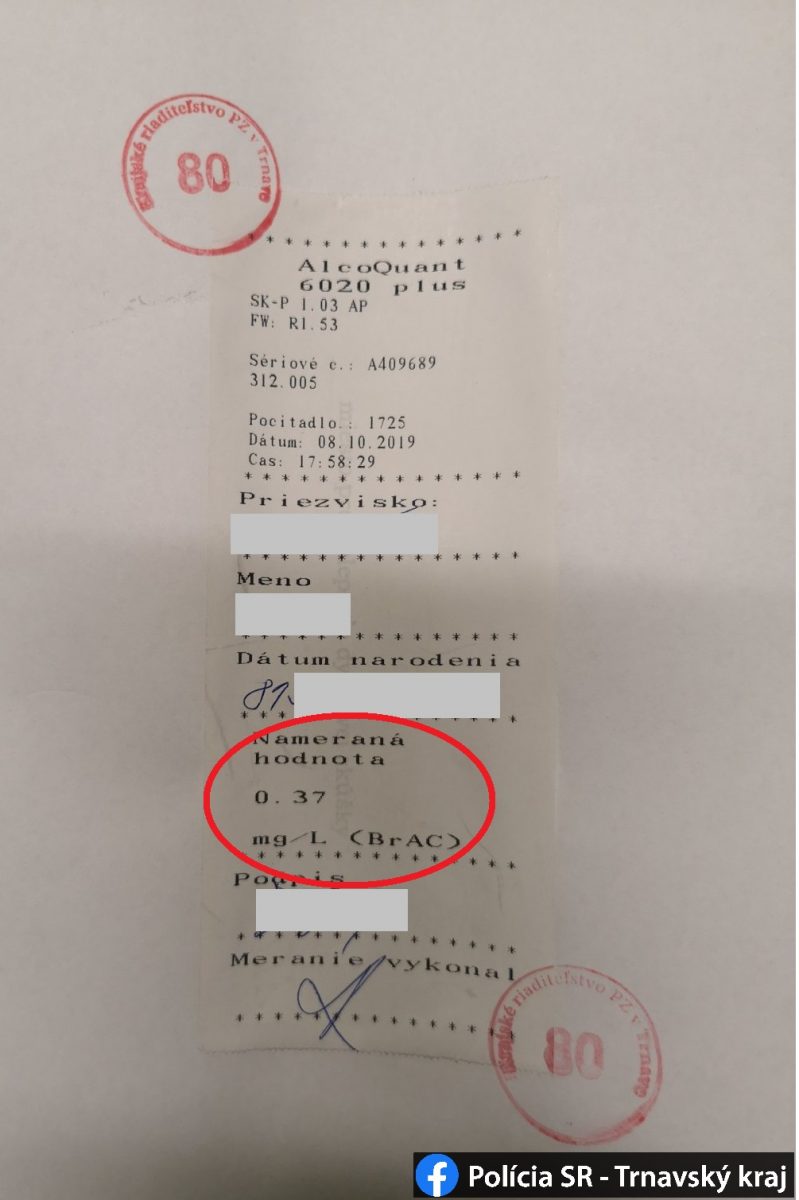 Krajské riaditeľstvo PZ v Trnave
80
* * * * * * * * * * * * * * *
AlcoQuant
6020 plus
SK-P 1.03 AP
FW: R1.53
Sériové c.: A409689
312.005
Pocitadlo.: 1725
Dátum: 08.10.2019
Cas: 17:58:29
* * * * * * * * * * * * * * *
Priezvisko:
* * * * * * * * * * * * * * *
Meno
* * * * * * * * * * * * * * *
Dátum narodenia
81
* * * * * * * * * * * * * * *
Nameraná
hodnota
0.37
mg/L (BrAC)
* * * * * * * * * * * * * * *
Podpis
* * * * * * * * * * * * * * *
Meranie vykonal
* * * * * * * * * * * * * * *
Krajské riaditeľstvo PZ v Trnave
80
Polícia SR - Trnavský kraj